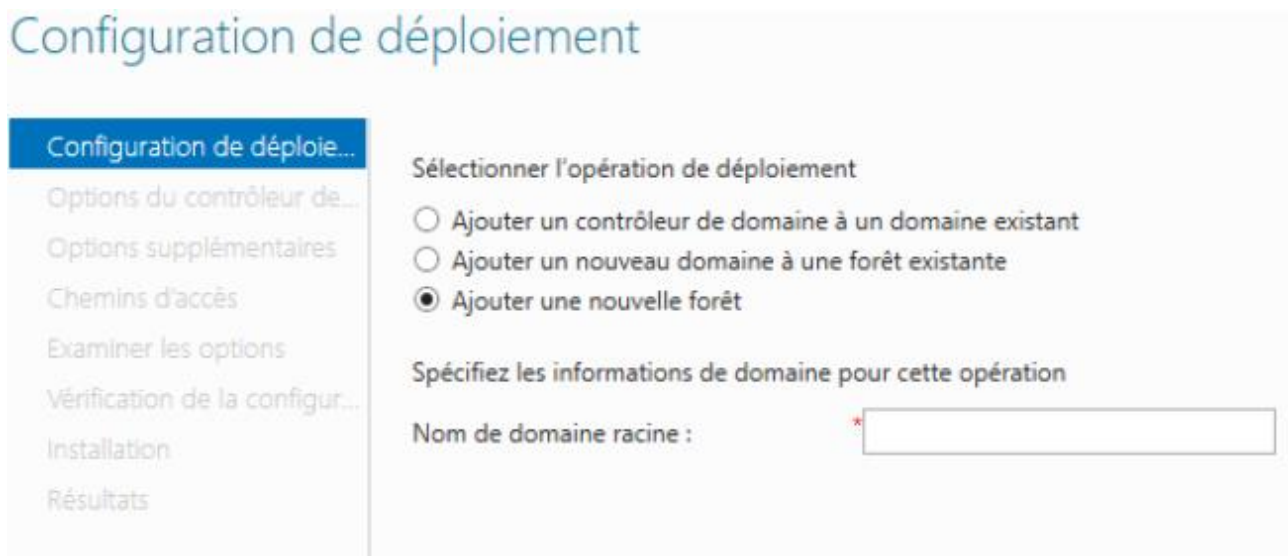 Configuration de déploiement
Configuration de déploie...
Options du contrôleur de...
Options supplémentaires
Chemins d'accès
Examiner les options
Vérification de la configur...
Installation
Résultats
Sélectionner l'opération de déploiement
Ajouter un contrôleur de domaine à un domaine existant
Ajouter un nouveau domaine à une forêt existante
Ajouter une nouvelle forêt
Spécifiez les informations de domaine pour cette opération
Nom de domaine racine : *